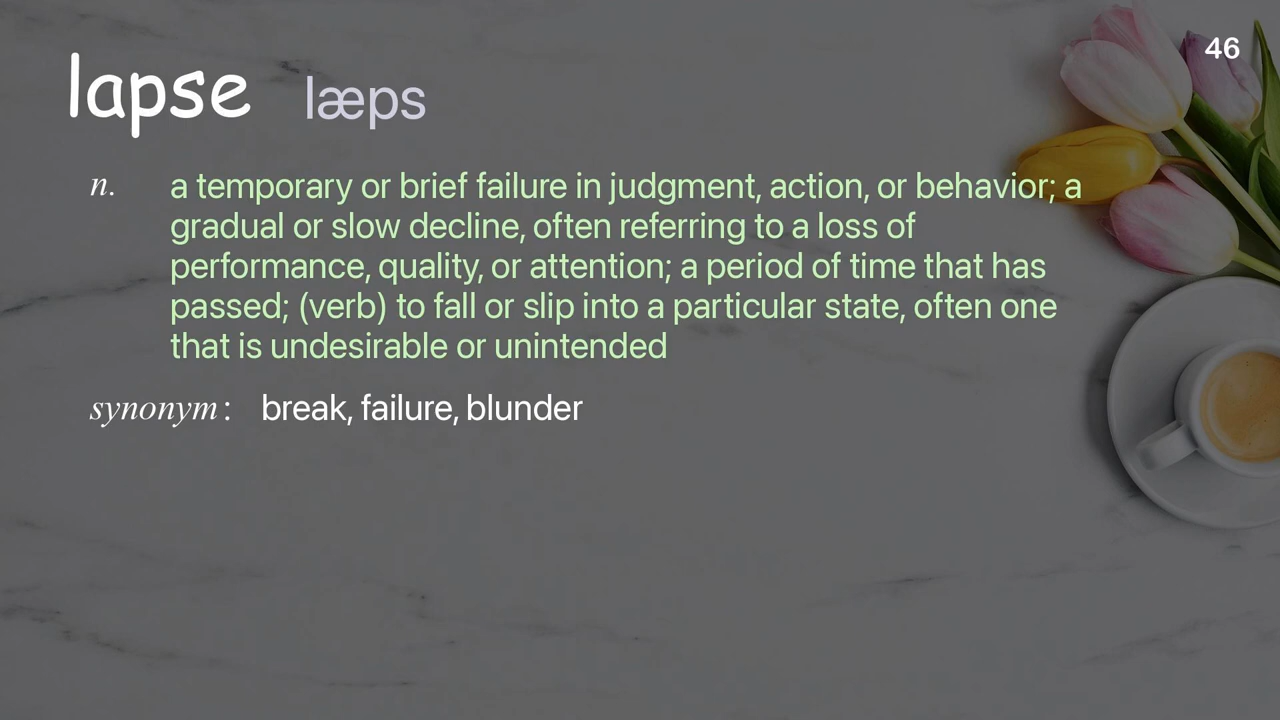 46
lapse læps
n. a temporary or brief failure in judgment, action, or behavior; a
gradual or slow decline, often referring to a loss of
performance, quality, or attention; a period of time that has
passed; (verb) to fall or slip into a particular state, often one
that is undesirable or unintended
synonym: break, failure, blunder